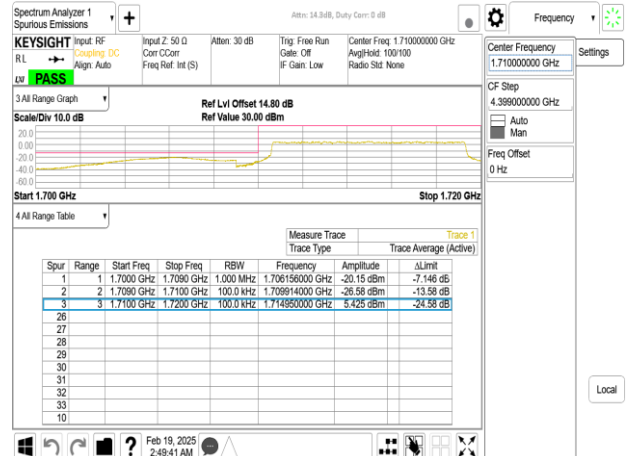 Spectrum Analyzer 1
Spurious Emissions
Attn: 14.3dB, Duty Corr: 0 dB
Frequency
KEYSIGHT
R L
LXI
PASS
Input: RF
Coupling: DC
Align: Auto
Input Z: 50 Ω
Corr CCorr
Freq Ref: Int (S)
Atten: 30 dB
Trig: Free Run
Gate: Off
IF Gain: Low
Center Freq: 1.710000000 GHz
Avg|Hold: 100/100
Radio Std: None
Center Frequency
1.710000000 GHz
Settings
CF Step
4.399000000 GHz
Auto
Man
Freq Offset
0 Hz
3 All Range Graph
Scale/Div 10.0 dB
Ref Lvl Offset 14.80 dB
Ref Value 30.00 dBm
20.0
0.00
-20.0
-40.0
-60.0
Start 1.700 GHz
Stop 1.720 GHz
4 All Range Table
Measure Trace Trace 1
Trace Type Trace Average (Active)
Spur Range Start Freq Stop Freq RBW Frequency Amplitude ΔLimit
1 1 1.7000 GHz 1.7090 GHz 1.000 MHz 1.706156000 GHz -20.15 dBm -7.146 dB
2 2 1.7090 GHz 1.7100 GHz 100.0 kHz 1.709914000 GHz -26.58 dBm -13.58 dB
3 3 1.7100 GHz 1.7200 GHz 100.0 kHz 1.714950000 GHz 5.425 dBm -24.58 dB
26
27
28
29
30
31
32
33
10
Local
?
Feb 19, 2025
2:49:41 AM